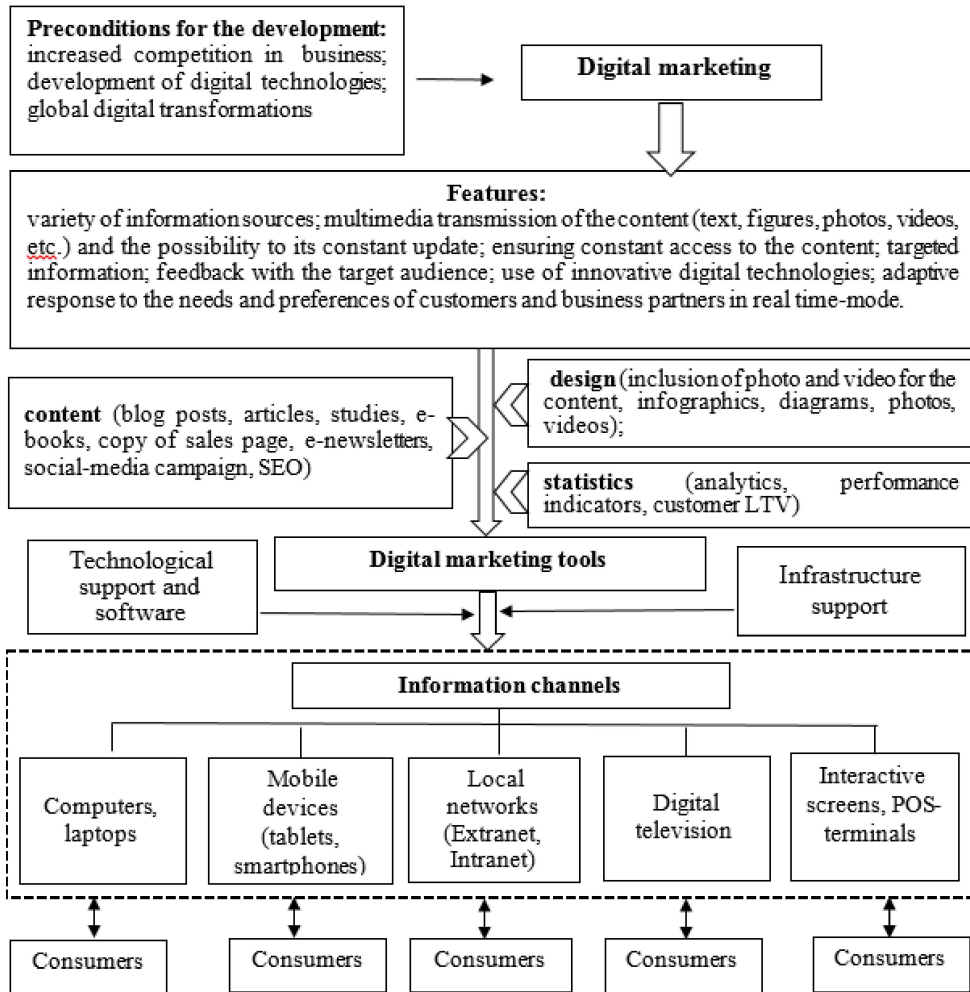 Preconditions for the development:
increased competition in business;
development of digital technologies;
global digital transformations
Digital marketing
Features:
variety of information sources; multimedia transmission of the content (text, figures, photos, videos,
etc.) and the possibility to its constant update; ensuring constant access to the content; targeted
information; feedback with the target audience; use of innovative digital technologies; adaptive
response to the needs and preferences of customers and business partners in real time-mode.
content (blog posts, articles, studies, e-
books, copy of sales page, e-newsletters,
social-media campaign, SEO)
design (inclusion of photo and video for the
content, infographics, diagrams, photos,
videos);
statistics (analytics, performance
indicators, customer LTV)
Digital marketing tools
Technological
support and
software
Infrastructure
support
Information channels
Computers,
laptops
Mobile
devices
(tablets,
smartphones)
Local
networks
(Extranet,
Intranet)
Digital
television
Interactive
screens, POS-
terminals
Consumers
Consumers
Consumers
Consumers
Consumers